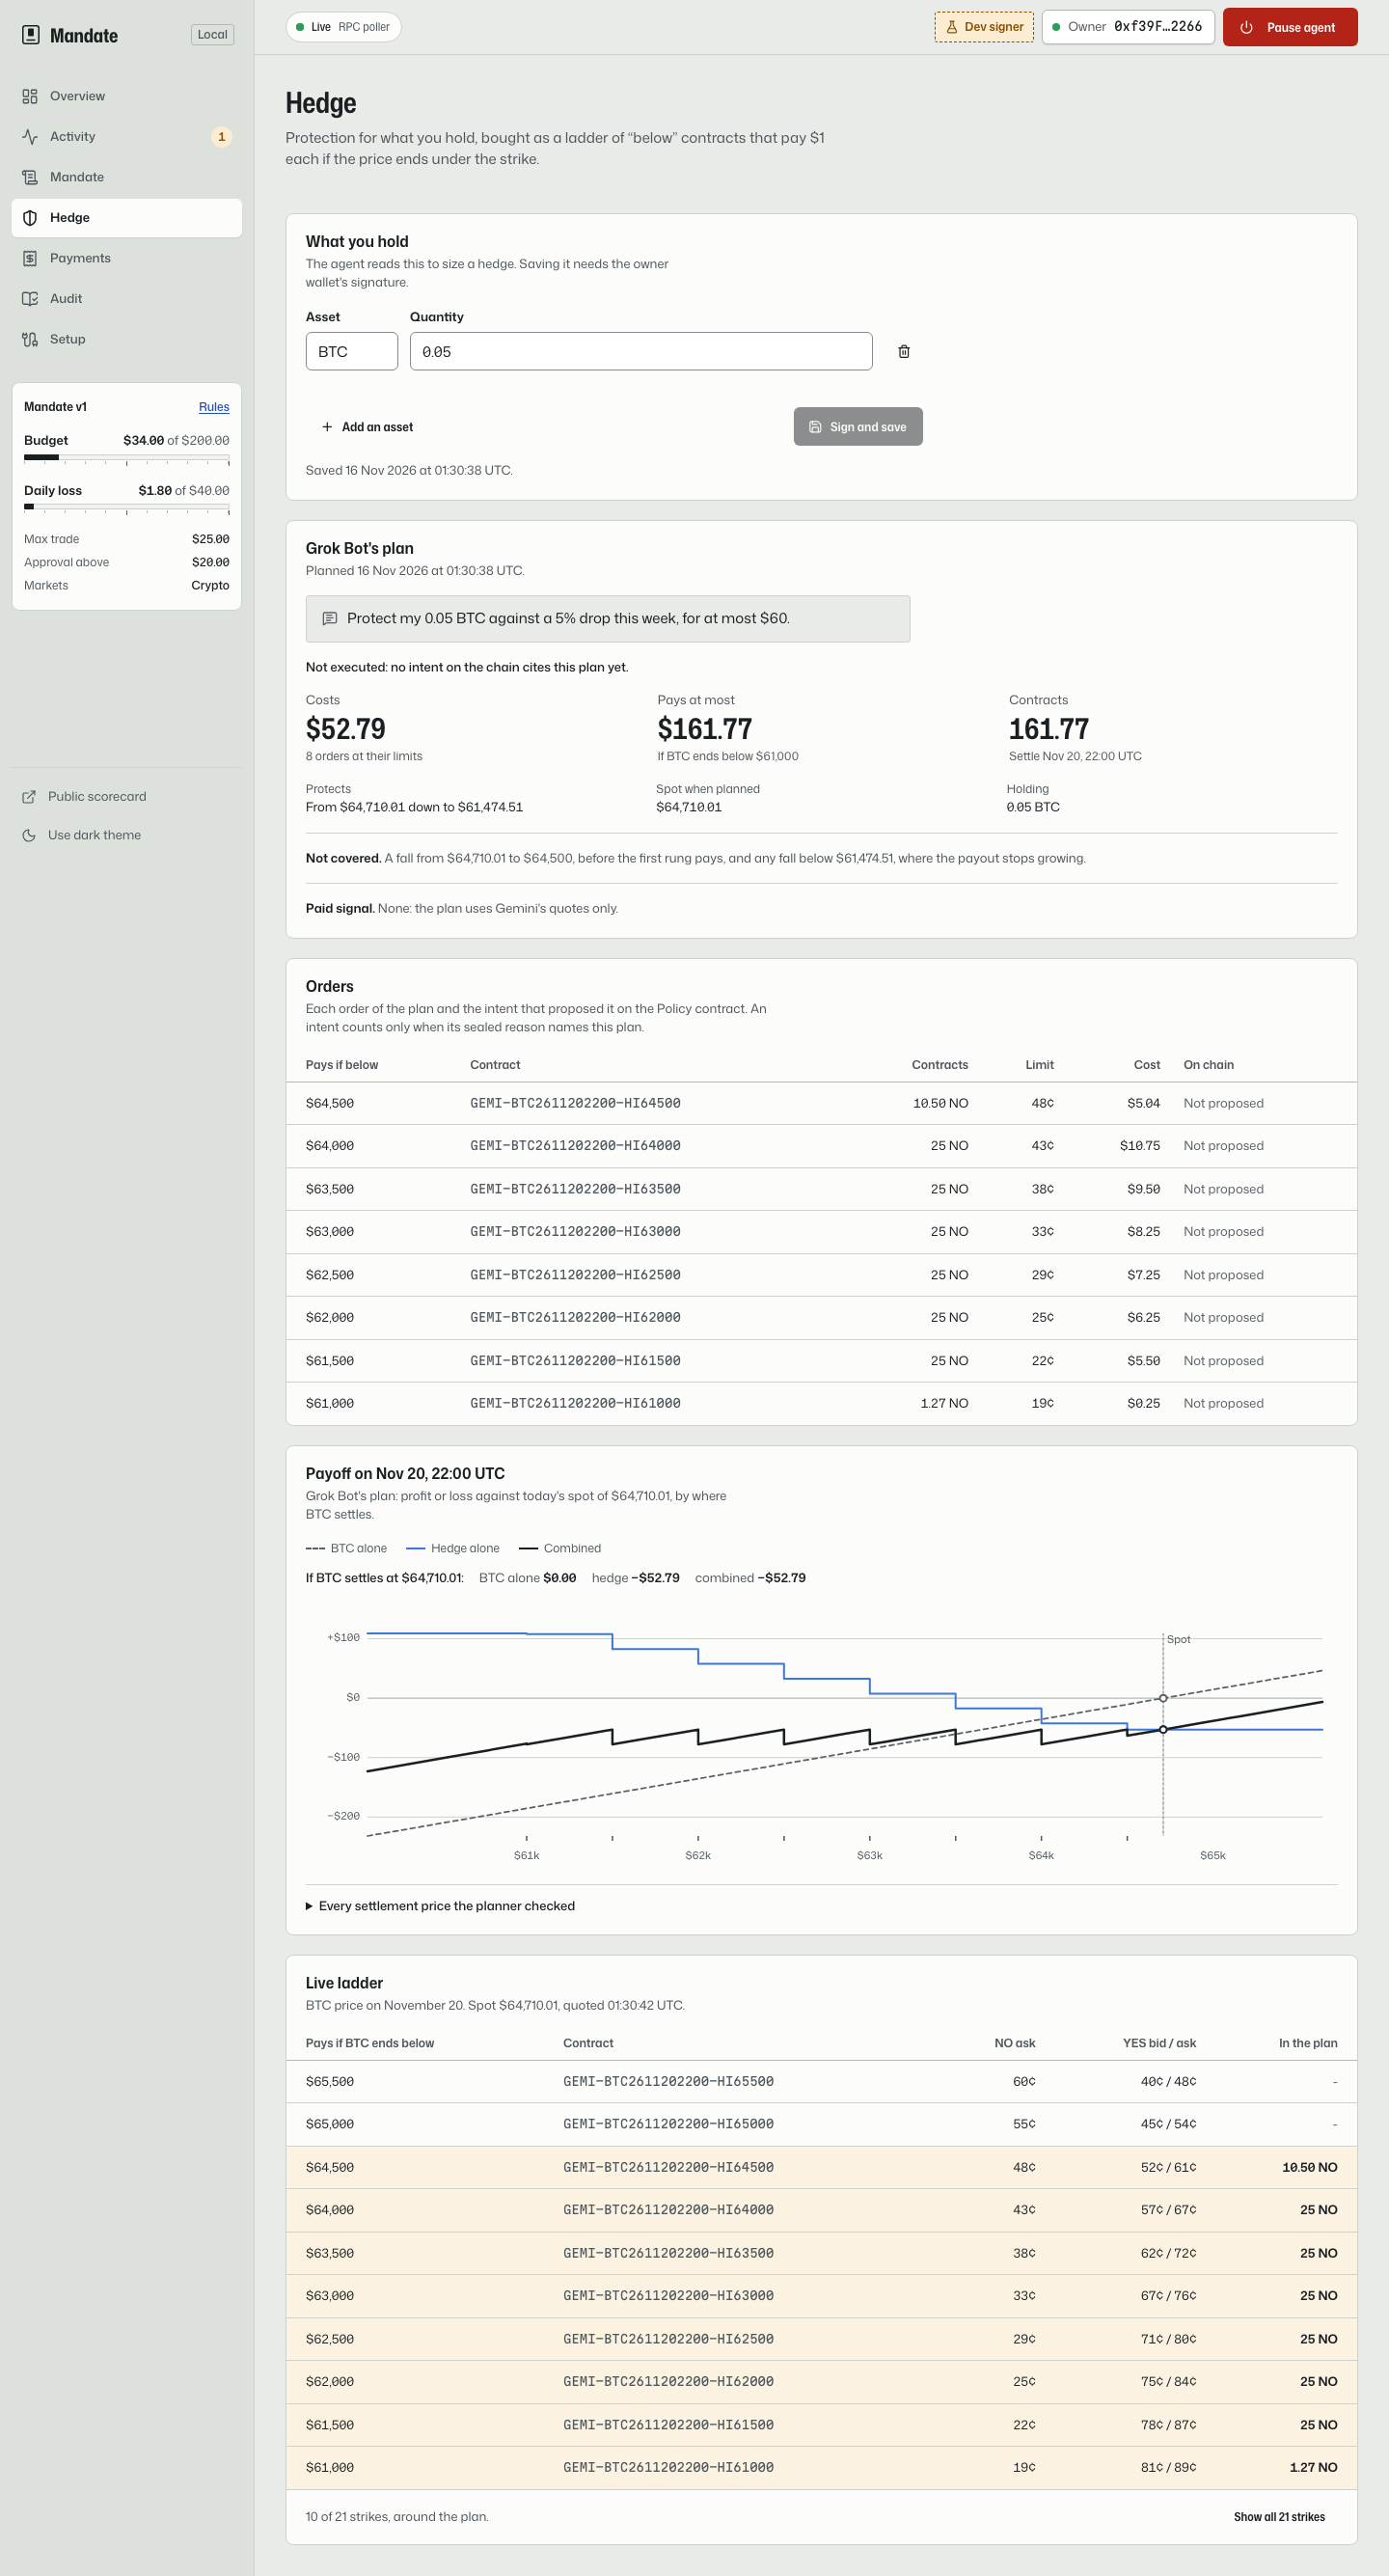 Mandate
Local
Overview
Activity 1
Mandate
Hedge
Payments
Audit
Setup
Mandate v1 Rules
Budget $34.00 of $200.00
Daily loss $1.80 of $40.00
Max trade $25.00
Approval above $20.00
Markets Crypto
Public scorecard
Use dark theme
Live RPC poller
Dev signer
Owner 0xf39F…2266
Pause agent
Hedge
Protection for what you hold, bought as a ladder of “below” contracts that pay $1
each if the price ends under the strike.
What you hold
The agent reads this to size a hedge. Saving it needs the owner
wallet's signature.
Asset Quantity
BTC 0.05
Add an asset Sign and save
Saved 16 Nov 2026 at 01:30:38 UTC.
Grok Bot's plan
Planned 16 Nov 2026 at 01:30:38 UTC.
Protect my 0.05 BTC against a 5% drop this week, for at most $60.
Not executed: no intent on the chain cites this plan yet.
Costs Pays at most Contracts
$52.79 $161.77 161.77
8 orders at their limits If BTC ends below $61,000 Settle Nov 20, 22:00 UTC
Protects Spot when planned Holding
From $64,710.01 down to $61,474.51 $64,710.01 0.05 BTC
Not covered. A fall from $64,710.01 to $64,500, before the first rung pays, and any fall below $61,474.51, where the payout stops growing.
Paid signal. None: the plan uses Gemini's quotes only.
Orders
Each order of the plan and the intent that proposed it on the Policy contract. An
intent counts only when its sealed reason names this plan.
Pays if below Contract Contracts Limit Cost On chain
$64,500 GEMI-BTC2611202200-HI64500 10.50 NO 48¢ $5.04 Not proposed
$64,000 GEMI-BTC2611202200-HI64000 25 NO 43¢ $10.75 Not proposed
$63,500 GEMI-BTC2611202200-HI63500 25 NO 38¢ $9.50 Not proposed
$63,000 GEMI-BTC2611202200-HI63000 25 NO 33¢ $8.25 Not proposed
$62,500 GEMI-BTC2611202200-HI62500 25 NO 29¢ $7.25 Not proposed
$62,000 GEMI-BTC2611202200-HI62000 25 NO 25¢ $6.25 Not proposed
$61,500 GEMI-BTC2611202200-HI61500 25 NO 22¢ $5.50 Not proposed
$61,000 GEMI-BTC2611202200-HI61000 1.27 NO 19¢ $0.25 Not proposed
Payoff on Nov 20, 22:00 UTC
Grok Bot's plan: profit or loss against today's spot of $64,710.01, by where
BTC settles.
BTC alone Hedge alone Combined
If BTC settles at $64,710.01: BTC alone $0.00 hedge −$52.79 combined −$52.79
+$100
Spot
$0
−$100
−$200
$61k $62k $63k $64k $65k
Every settlement price the planner checked
Live ladder
BTC price on November 20. Spot $64,710.01, quoted 01:30:42 UTC.
Pays if BTC ends below Contract NO ask YES bid / ask In the plan
$65,500 GEMI-BTC2611202200-HI65500 60¢ 40¢ / 48¢ -
$65,000 GEMI-BTC2611202200-HI65000 55¢ 45¢ / 54¢ -
$64,500 GEMI-BTC2611202200-HI64500 48¢ 52¢ / 61¢ 10.50 NO
$64,000 GEMI-BTC2611202200-HI64000 43¢ 57¢ / 67¢ 25 NO
$63,500 GEMI-BTC2611202200-HI63500 38¢ 62¢ / 72¢ 25 NO
$63,000 GEMI-BTC2611202200-HI63000 33¢ 67¢ / 76¢ 25 NO
$62,500 GEMI-BTC2611202200-HI62500 29¢ 71¢ / 80¢ 25 NO
$62,000 GEMI-BTC2611202200-HI62000 25¢ 75¢ / 84¢ 25 NO
$61,500 GEMI-BTC2611202200-HI61500 22¢ 78¢ / 87¢ 25 NO
$61,000 GEMI-BTC2611202200-HI61000 19¢ 81¢ / 89¢ 1.27 NO
10 of 21 strikes, around the plan. Show all 21 strikes